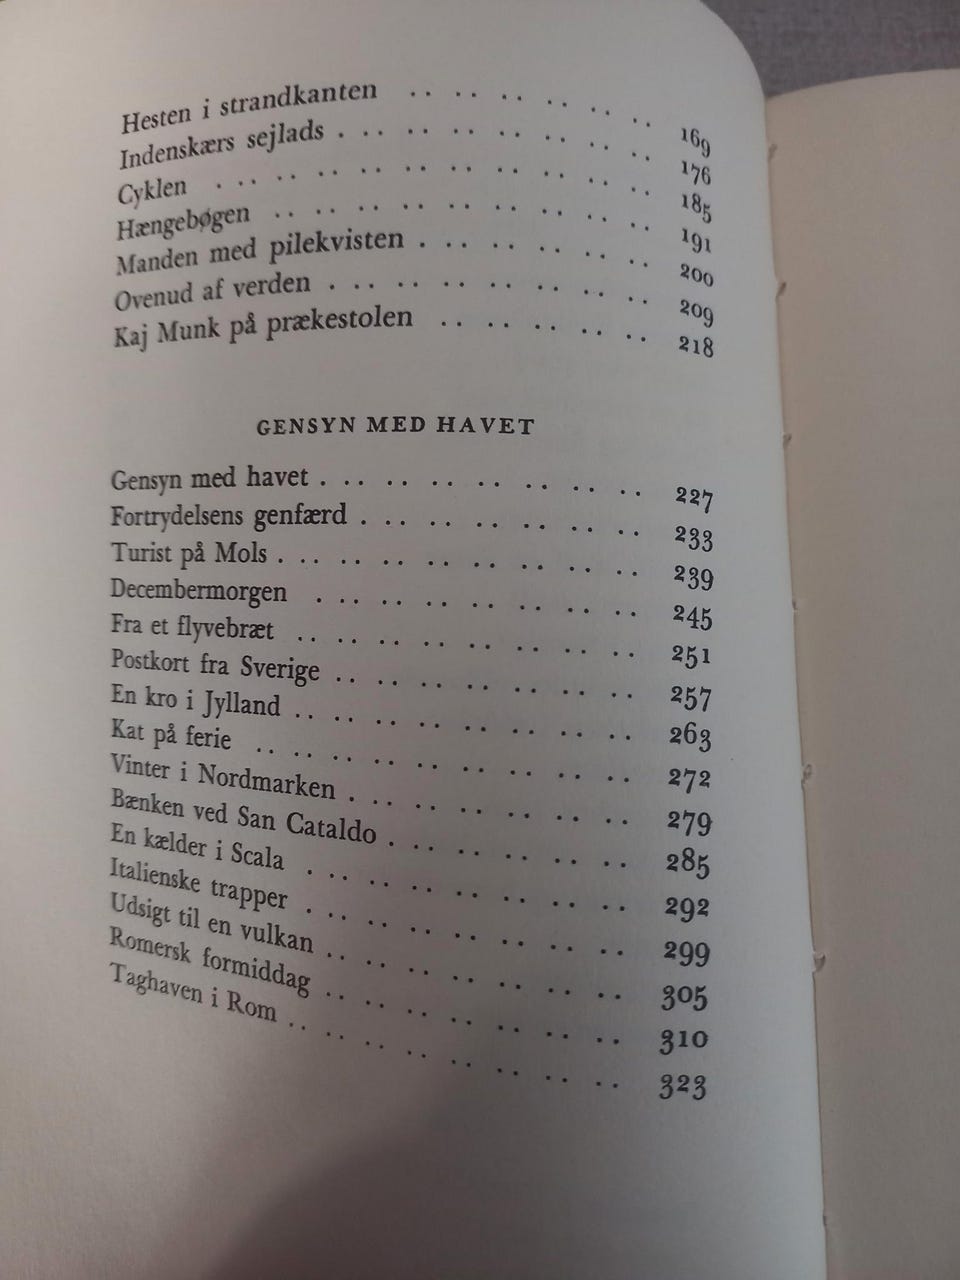 Hesten i strandkanten .. .. .. .. .. .. 169
Indenskærs sejlads . .. .. .. .. .. .. .. 176
Cyklen . .. .. .. .. .. .. .. .. .. 185
Hængebøgen .. .. .. .. .. .. .. .. .. 191
Manden med pilekvisten . .. .. .. .. .. 200
Ovenud af verden . .. .. .. .. .. .. .. 209
Kaj Munk på prækestolen .. .. .. .. .. 218
GENSYN MED HAVET
Gensyn med havet . .. .. .. .. .. .. .. 227
Fortrydelsens genfærd . .. .. .. .. .. .. 233
Turist på Mols . .. .. .. .. .. .. .. .. 239
Decembermorgen . .. .. .. .. .. .. .. 245
Fra et flyvebræt .. .. .. .. .. .. .. .. 251
Postkort fra Sverige .. .. .. .. .. .. .. 257
En kro i Jylland .. .. .. .. .. .. .. .. 263
Kat på ferie .. .. .. .. .. .. .. .. .. 272
Vinter i Nordmarken . .. .. .. .. .. .. 279
Bænken ved San Cataldo . .. .. .. .. .. 285
En kælder i Scala . .. .. .. .. .. .. .. 292
Italienske trapper . .. .. .. .. .. .. .. 299
Udsigt til en vulkan .. .. .. .. .. .. .. 305
Romersk formiddag .. .. .. .. .. .. .. 310
Taghaven i Rom .. .. .. .. .. .. .. .. 323